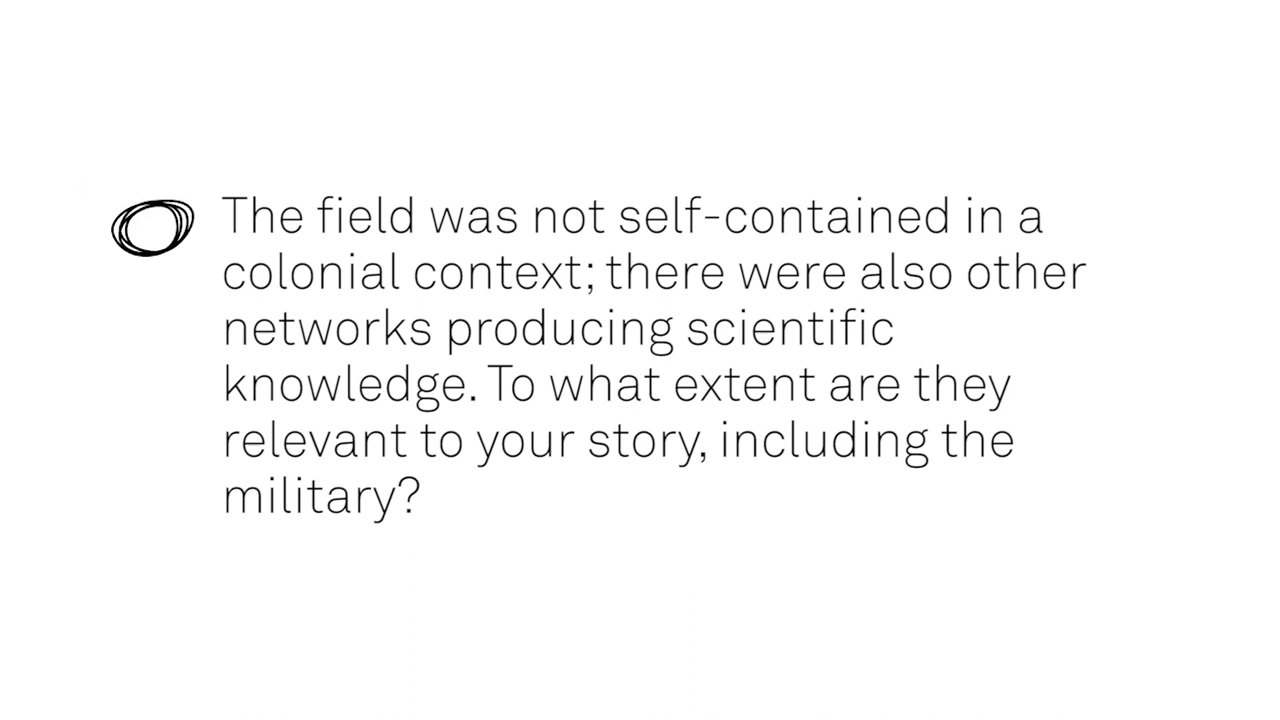 The field was not self-contained in a
colonial context; there were also other
networks producing scientific
knowledge. To what extent are they
relevant to your story, including the
military?